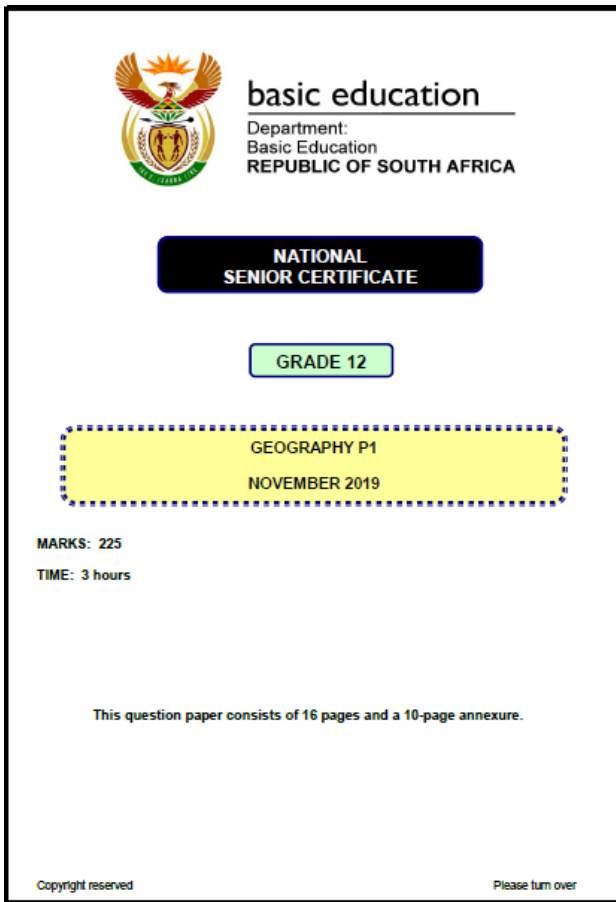 basic education
Department:
Basic Education
REPUBLIC OF SOUTH AFRICA
NATIONAL
SENIOR CERTIFICATE
GRADE 12
GEOGRAPHY P1
NOVEMBER 2019
MARKS: 225
TIME: 3 hours
This question paper consists of 16 pages and a 10-page annexure.
Copyright reserved
Please turn over